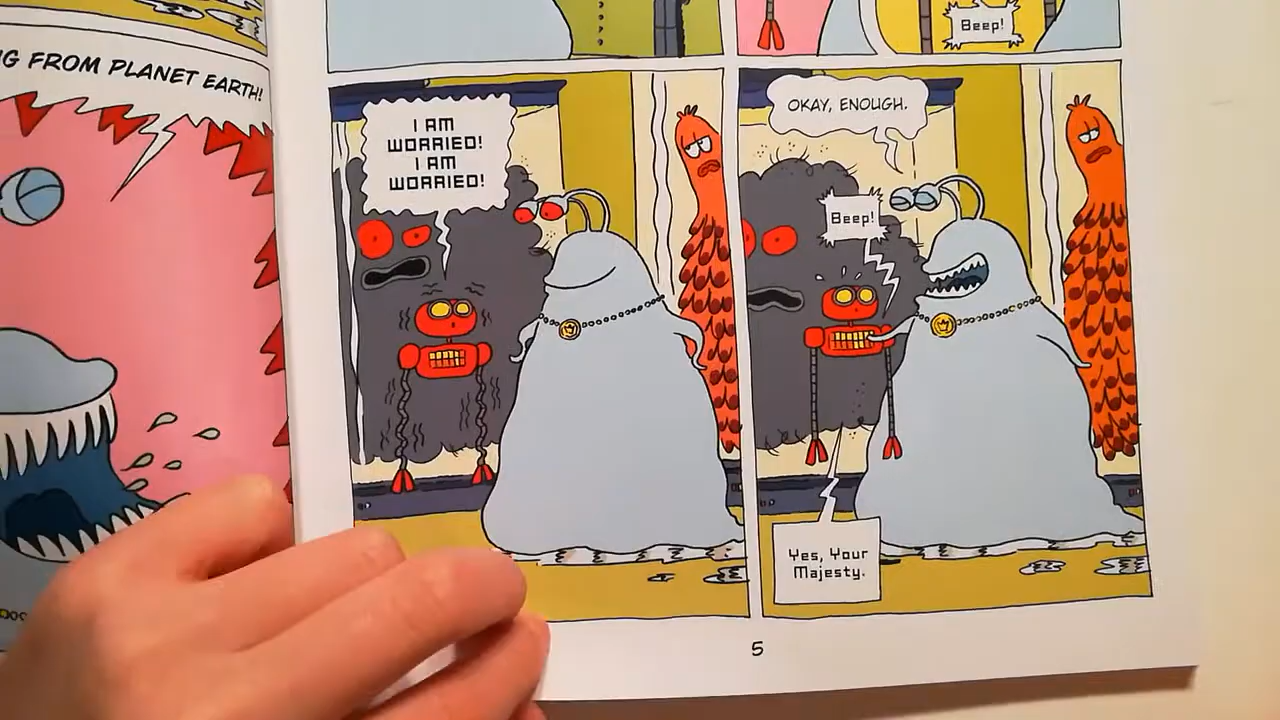 G FROM PLANET EARTH!
Beep!
I AM
WORRIED!
I AM
WORRIED!
OKAY, ENOUGH.
Beep!
Yes, Your
Majesty.
5